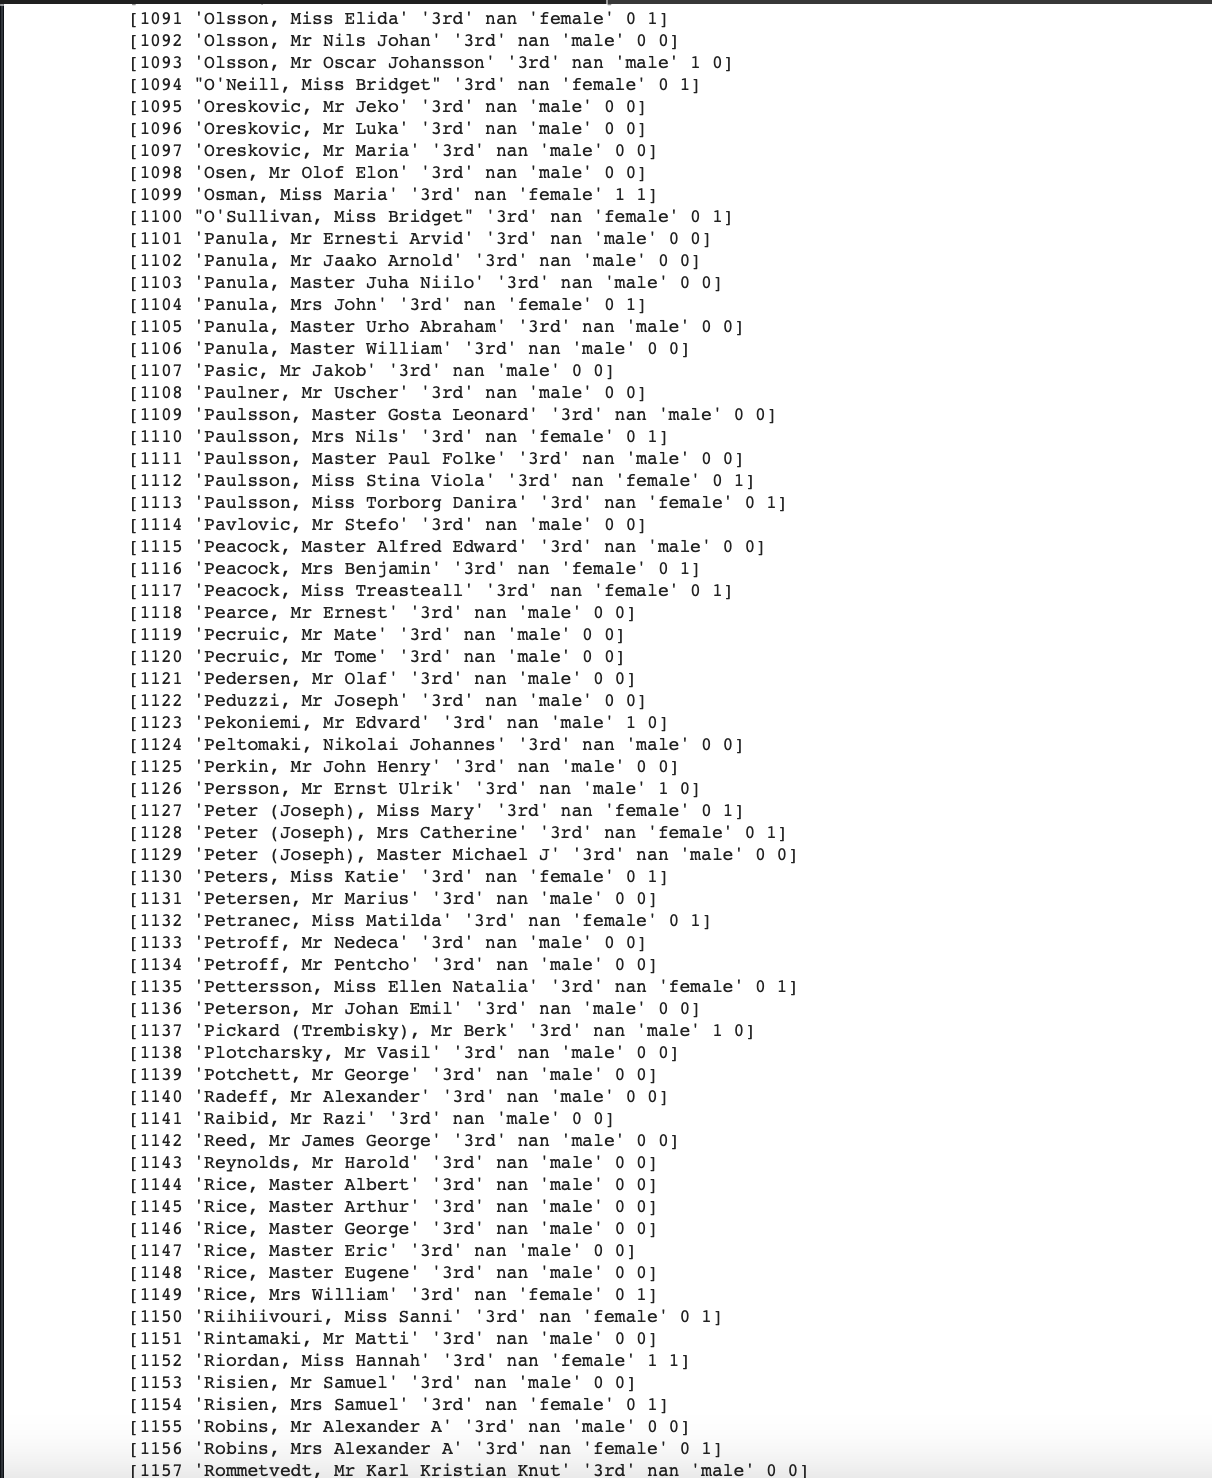 [1091 'Olsson, Miss Elida' '3rd' nan 'female' 0 1]
[1092 'Olsson, Mr Nils Johan' '3rd' nan 'male' 0 0]
[1093 'Olsson, Mr Oscar Johansson' '3rd' nan 'male' 1 0]
[1094 "O'Neill, Miss Bridget" '3rd' nan 'female' 0 1]
[1095 'Oreskovic, Mr Jeko' '3rd' nan 'male' 0 0]
[1096 'Oreskovic, Mr Luka' '3rd' nan 'male' 0 0]
[1097 'Oreskovic, Mr Maria' '3rd' nan 'male' 0 0]
[1098 'Osen, Mr Olof Elon' '3rd' nan 'male' 0 0]
[1099 'Osman, Miss Maria' '3rd' nan 'female' 1 1]
[1100 "O'Sullivan, Miss Bridget" '3rd' nan 'female' 0 1]
[1101 'Panula, Mr Ernesti Arvid' '3rd' nan 'male' 0 0]
[1102 'Panula, Mr Jaako Arnold' '3rd' nan 'male' 0 0]
[1103 'Panula, Master Juha Niilo' '3rd' nan 'male' 0 0]
[1104 'Panula, Mrs John' '3rd' nan 'female' 0 1]
[1105 'Panula, Master Urho Abraham' '3rd' nan 'male' 0 0]
[1106 'Panula, Master William' '3rd' nan 'male' 0 0]
[1107 'Pasic, Mr Jakob' '3rd' nan 'male' 0 0]
[1108 'Paulner, Mr Uscher' '3rd' nan 'male' 0 0]
[1109 'Paulsson, Master Gosta Leonard' '3rd' nan 'male' 0 0]
[1110 'Paulsson, Mrs Nils' '3rd' nan 'female' 0 1]
[1111 'Paulsson, Master Paul Folke' '3rd' nan 'male' 0 0]
[1112 'Paulsson, Miss Stina Viola' '3rd' nan 'female' 0 1]
[1113 'Paulsson, Miss Torborg Danira' '3rd' nan 'female' 0 1]
[1114 'Pavlovic, Mr Stefo' '3rd' nan 'male' 0 0]
[1115 'Peacock, Master Alfred Edward' '3rd' nan 'male' 0 0]
[1116 'Peacock, Mrs Benjamin' '3rd' nan 'female' 0 1]
[1117 'Peacock, Miss Treasteall' '3rd' nan 'female' 0 1]
[1118 'Pearce, Mr Ernest' '3rd' nan 'male' 0 0]
[1119 'Pecruic, Mr Mate' '3rd' nan 'male' 0 0]
[1120 'Pecruic, Mr Tome' '3rd' nan 'male' 0 0]
[1121 'Pedersen, Mr Olaf' '3rd' nan 'male' 0 0]
[1122 'Peduzzi, Mr Joseph' '3rd' nan 'male' 0 0]
[1123 'Pekoniemi, Mr Edvard' '3rd' nan 'male' 1 0]
[1124 'Peltomaki, Nikolai Johannes' '3rd' nan 'male' 0 0]
[1125 'Perkin, Mr John Henry' '3rd' nan 'male' 0 0]
[1126 'Persson, Mr Ernst Ulrik' '3rd' nan 'male' 1 0]
[1127 'Peter (Joseph), Miss Mary' '3rd' nan 'female' 0 1]
[1128 'Peter (Joseph), Mrs Catherine' '3rd' nan 'female' 0 1]
[1129 'Peter (Joseph), Master Michael J' '3rd' nan 'male' 0 0]
[1130 'Peters, Miss Katie' '3rd' nan 'female' 0 1]
[1131 'Petersen, Mr Marius' '3rd' nan 'male' 0 0]
[1132 'Petranec, Miss Matilda' '3rd' nan 'female' 0 1]
[1133 'Petroff, Mr Nedeca' '3rd' nan 'male' 0 0]
[1134 'Petroff, Mr Pentcho' '3rd' nan 'male' 0 0]
[1135 'Pettersson, Miss Ellen Natalia' '3rd' nan 'female' 0 1]
[1136 'Peterson, Mr Johan Emil' '3rd' nan 'male' 0 0]
[1137 'Pickard (Trembisky), Mr Berk' '3rd' nan 'male' 1 0]
[1138 'Plotcharsky, Mr Vasil' '3rd' nan 'male' 0 0]
[1139 'Potchett, Mr George' '3rd' nan 'male' 0 0]
[1140 'Radeff, Mr Alexander' '3rd' nan 'male' 0 0]
[1141 'Raibid, Mr Razi' '3rd' nan 'male' 0 0]
[1142 'Reed, Mr James George' '3rd' nan 'male' 0 0]
[1143 'Reynolds, Mr Harold' '3rd' nan 'male' 0 0]
[1144 'Rice, Master Albert' '3rd' nan 'male' 0 0]
[1145 'Rice, Master Arthur' '3rd' nan 'male' 0 0]
[1146 'Rice, Master George' '3rd' nan 'male' 0 0]
[1147 'Rice, Master Eric' '3rd' nan 'male' 0 0]
[1148 'Rice, Master Eugene' '3rd' nan 'male' 0 0]
[1149 'Rice, Mrs William' '3rd' nan 'female' 0 1]
[1150 'Riihiivouri, Miss Sanni' '3rd' nan 'female' 0 1]
[1151 'Rintamaki, Mr Matti' '3rd' nan 'male' 0 0]
[1152 'Riordan, Miss Hannah' '3rd' nan 'female' 1 1]
[1153 'Risien, Mr Samuel' '3rd' nan 'male' 0 0]
[1154 'Risien, Mrs Samuel' '3rd' nan 'female' 0 1]
[1155 'Robins, Mr Alexander A' '3rd' nan 'male' 0 0]
[1156 'Robins, Mrs Alexander A' '3rd' nan 'female' 0 1]
[1157 'Rommetvedt, Mr Karl Kristian Knut' '3rd' nan 'male' 0 0]